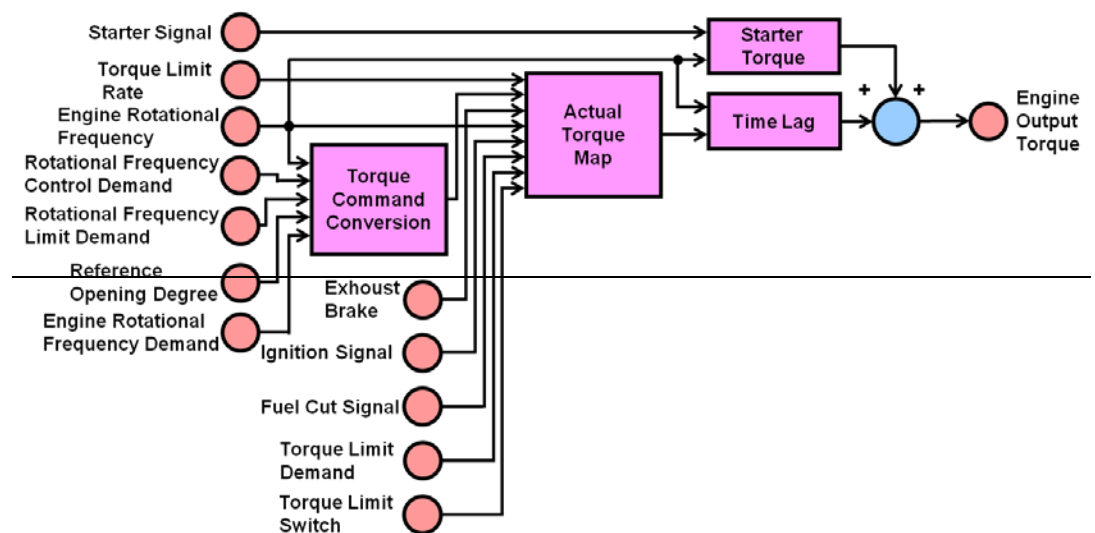 Starter Signal
Torque Limit
Rate
Engine Rotational
Frequency
Rotational Frequency
Control Demand
Rotational Frequency
Limit Demand
Reference
Opening Degree
Engine Rotational
Frequency Demand
Exhoust
Brake
Ignition Signal
Fuel Cut Signal
Torque Limit
Demand
Torque Limit
Switch
Torque
Command
Conversion
Actual
Torque
Map
Starter
Torque
Time Lag
+
+
Engine
Output
Torque